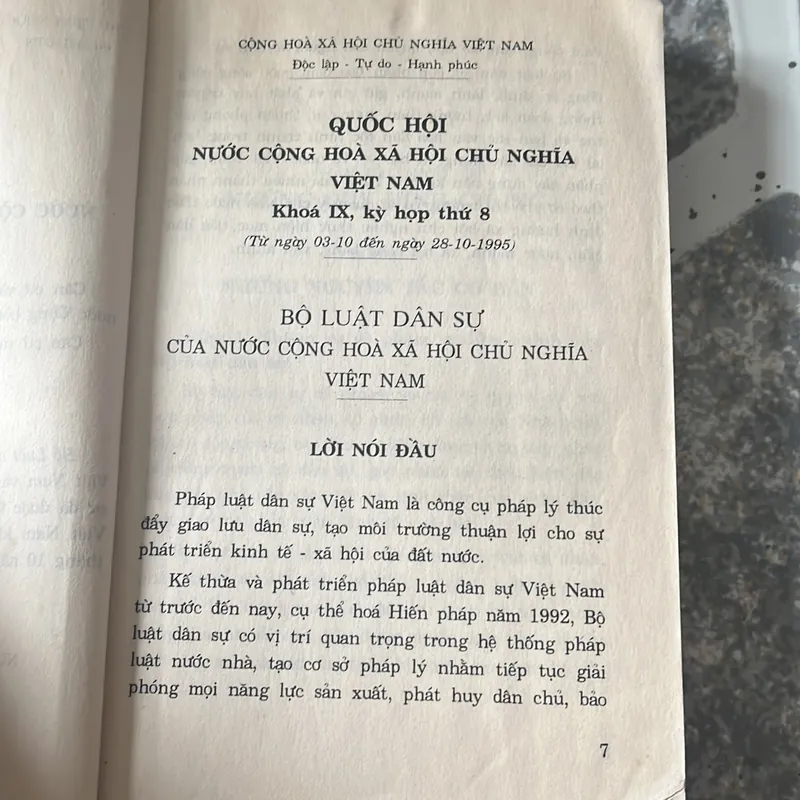 CỘNG HOÀ XÃ HỘI CHỦ NGHĨA VIỆT NAM
Độc lập - Tự do - Hạnh phúc
QUỐC HỘI
NƯỚC CỘNG HOÀ XÃ HỘI CHỦ NGHĨA
VIỆT NAM
Khoá IX, kỳ họp thứ 8
(Từ ngày 03-10 đến ngày 28-10-1995)
BỘ LUẬT DÂN SỰ
CỦA NƯỚC CỘNG HOÀ XÃ HỘI CHỦ NGHĨA
VIỆT NAM
LỜI NÓI ĐẦU
Pháp luật dân sự Việt Nam là công cụ pháp lý thúc
đẩy giao lưu dân sự, tạo môi trường thuận lợi cho sự
phát triển kinh tế - xã hội của đất nước.
Kế thừa và phát triển pháp luật dân sự Việt Nam
từ trước đến nay, cụ thể hoá Hiến pháp năm 1992, Bộ
luật dân sự có vị trí quan trọng trong hệ thống pháp
luật nước nhà, tạo cơ sở pháp lý nhằm tiếp tục giải
phóng mọi năng lực sản xuất, phát huy dân chủ, bảo
7